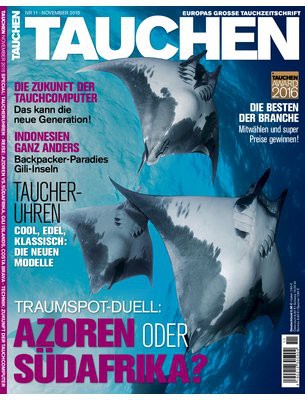 TAUCHEN
NR 11 · NOVEMBER 2015
EUROPAS GROSSE TAUCHZEITSCHRIFT
TAUCHEN
DIE ZUKUNFT DER
TAUCHCOMPUTER
Das kann die
neue Generation!
INDONESIEN
GANZ ANDERS
Backpacker-Paradies
Gili-Inseln
TAUCHER-
UHREN
COOL, EDEL,
KLASSISCH:
DIE NEUEN
MODELLE
TAUCHEN
AWARD
2016
DIE BESTEN
DER BRANCHE
Mitwählen und super
Preise gewinnen!
TRAUMSPOT-DUELL:
AZOREN ODER
SÜDAFRIKA?